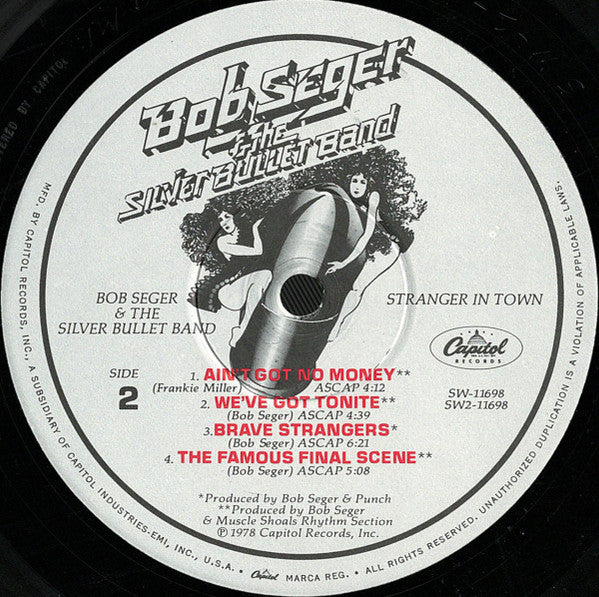 Bob Seger
& the
Silver Bullet Band
BOB SEGER
& THE
SILVER BULLET BAND
STRANGER IN TOWN
Capitol
RECORDS
SIDE
2
SW-11698
SW2-11698
1. AIN'T GOT NO MONEY**
(Frankie Miller) ASCAP 4:12
2. WE'VE GOT TONITE**
(Bob Seger) ASCAP 4:39
3. BRAVE STRANGERS*
(Bob Seger) ASCAP 6:21
4. THE FAMOUS FINAL SCENE**
(Bob Seger) ASCAP 5:08
*Produced by Bob Seger & Punch
**Produced by Bob Seger
& Muscle Shoals Rhythm Section
℗ 1978 Capitol Records, Inc.
MFD. BY CAPITOL RECORDS, INC., A SUBSIDIARY OF CAPITOL INDUSTRIES-EMI, INC., U.S.A. • Capitol MARCA REG. • ALL RIGHTS RESERVED. UNAUTHORIZED DUPLICATION IS A VIOLATION OF APPLICABLE LAWS.
BY CAPITOL